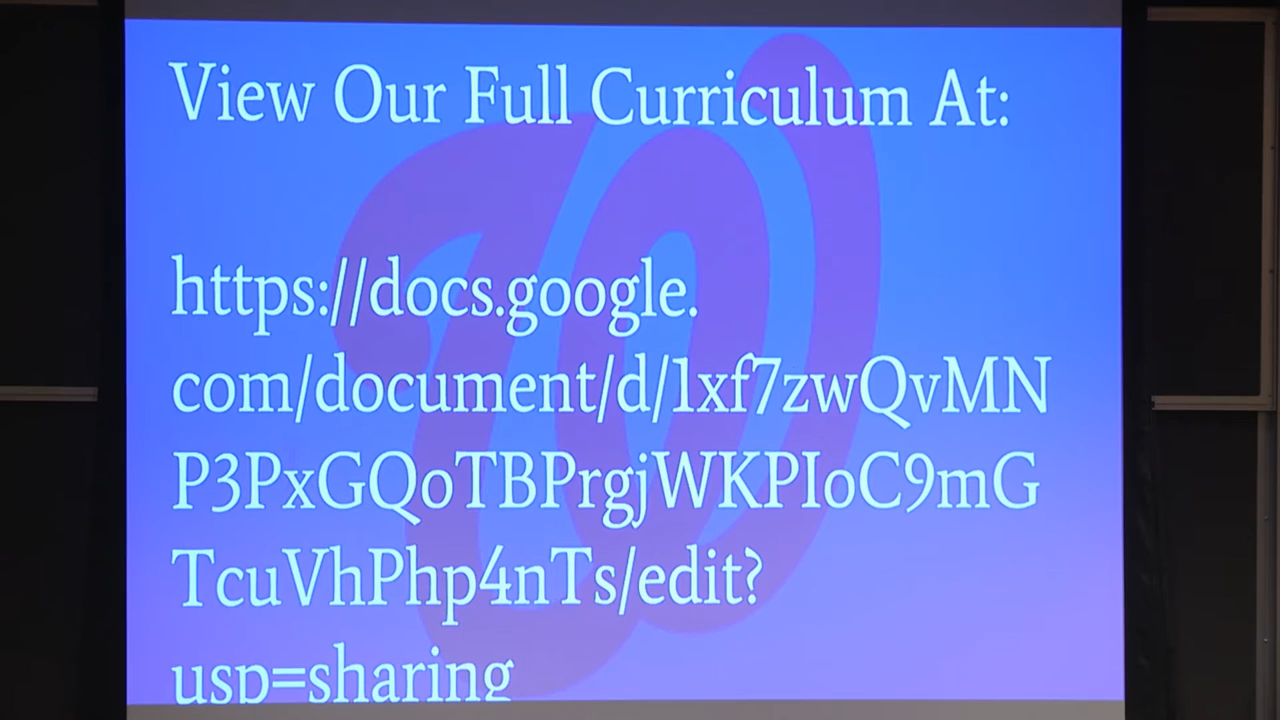 View Our Full Curriculum At:
https://docs.google.
com/document/d/1xf7zwQvMN
P3PxGQoTBPrgjWKPIoC9mG
TcuVhPhp4nTs/edit?
usp=sharing